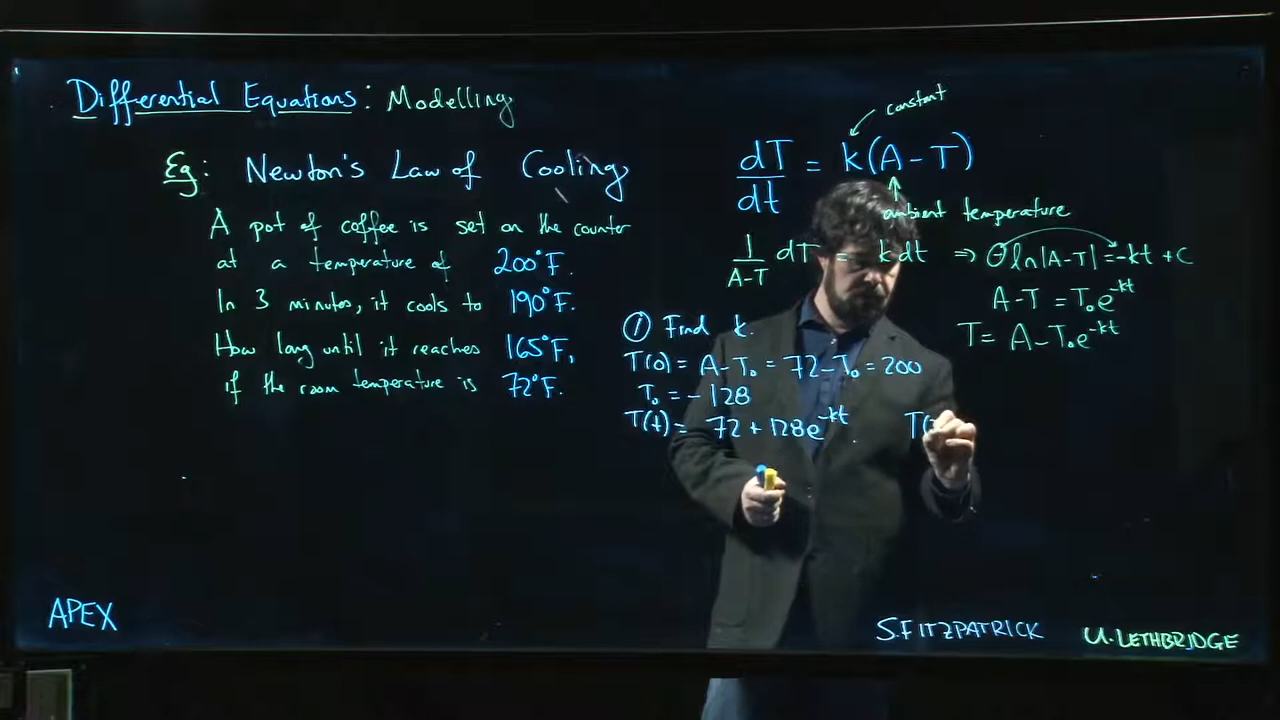 Differential Equations: Modelling
Eg: Newton's Law of Cooling
A pot of coffee is set on the counter
at a temperature of 200°F.
In 3 minutes, it cools to 190°F.
How long until it reaches 165°F,
if the room temperature is 72°F.
constant
dT/dt = k(A-T)
ambient temperature
1/(A-T) dT = k dt ⇒ -ln|A-T| = -kt + C
A-T = T₀e^(-kt)
T = A-T₀e^(-kt)
① Find k.
T(0) = A-T₀ = 72-T₀ = 200
T₀ = -128
T(t) = 72 + 128e^(-kt) T(
APEX
S.FITZPATRICK
U.LETHBRIDGE